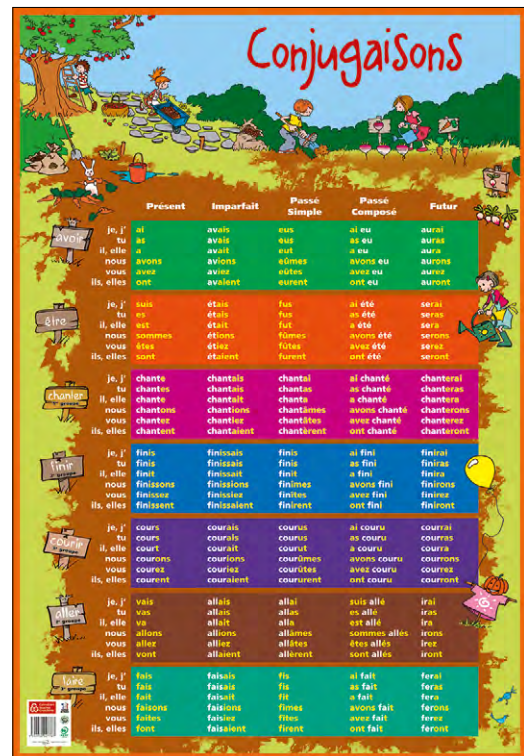 Conjugaisons
Présent Imparfait Passé Simple Passé Composé Futur
avoir
je, j' ai avais eus ai eu aurai
tu as avais eus as eu auras
il, elle a avait eut a eu aura
nous avons avions eûmes avons eu aurons
vous avez aviez eûtes avez eu aurez
ils, elles ont avaient eurent ont eu auront
être
je, j' suis étais fus ai été serai
tu es étais fus as été seras
il, elle est était fut a été sera
nous sommes étions fûmes avons été serons
vous êtes étiez fûtes avez été serez
ils, elles sont étaient furent ont été seront
chanter
1er groupe
je, j' chante chantais chantai ai chanté chanterai
tu chantes chantais chantas as chanté chanteras
il, elle chante chantait chanta a chanté chantera
nous chantons chantions chantâmes avons chanté chanterons
vous chantez chantiez chantâtes avez chanté chanterez
ils, elles chantent chantaient chantèrent ont chanté chanteront
finir
2e groupe
je, j' finis finissais finis ai fini finirai
tu finis finissais finis as fini finiras
il, elle finit finissait finit a fini finira
nous finissons finissions finîmes avons fini finirons
vous finissez finissiez finîtes avez fini finirez
ils, elles finissent finissaient finirent ont fini finiront
courir
3e groupe
je, j' cours courais courus ai couru courrai
tu cours courais courus as couru courras
il, elle court courait courut a couru courra
nous courons courions courûmes avons couru courrons
vous courez couriez courûtes avez couru courrez
ils, elles courent couraient coururent ont couru courront
aller
3e groupe
je, j' vais allais allai suis allé irai
tu vas allais allas es allé iras
il, elle va allait alla est allé ira
nous allons allions allâmes sommes allés irons
vous allez alliez allâtes êtes allés irez
ils, elles vont allaient allèrent sont allés iront
faire
3e groupe
je, j' fais faisais fis ai fait ferai
tu fais faisais fis as fait feras
il, elle fait faisait fit a fait fera
nous faisons faisions fîmes avons fait ferons
vous faites faisiez fîtes avez fait ferez
ils, elles font faisaient firent ont fait feront